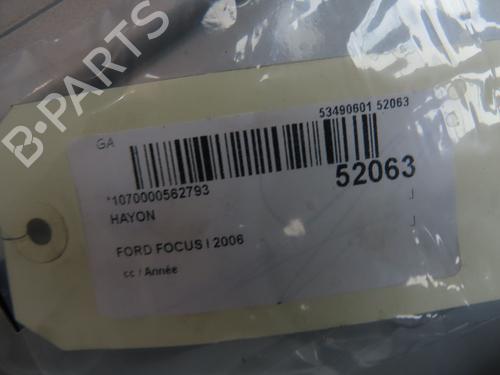 B-PARTS
53490601 52063
GA
*1070000562793
52063
HAYON
FORD FOCUS I 2006
cc / Année